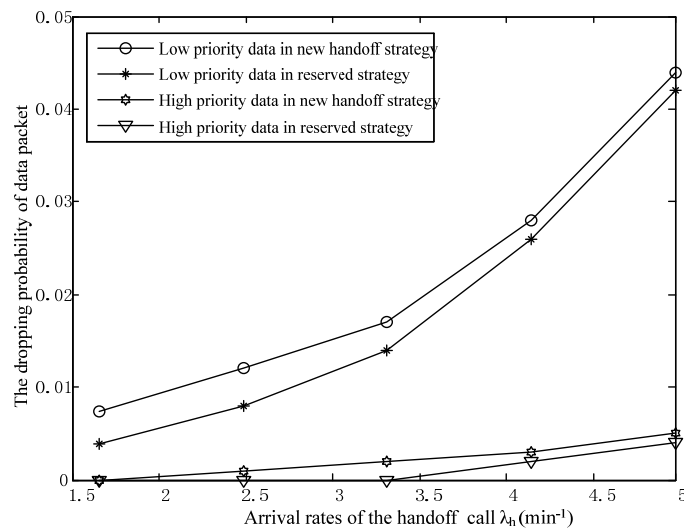 0.05
0.04
0.03
0.02
0.01
0
The dropping probability of data packet
Low priority data in new handoff strategy
Low priority data in reserved strategy
High priority data in new handoff strategy
High priority data in reserved strategy
1.5 2 2.5 3 3.5 4 4.5 5
Arrival rates of the handoff call λh(min-1)